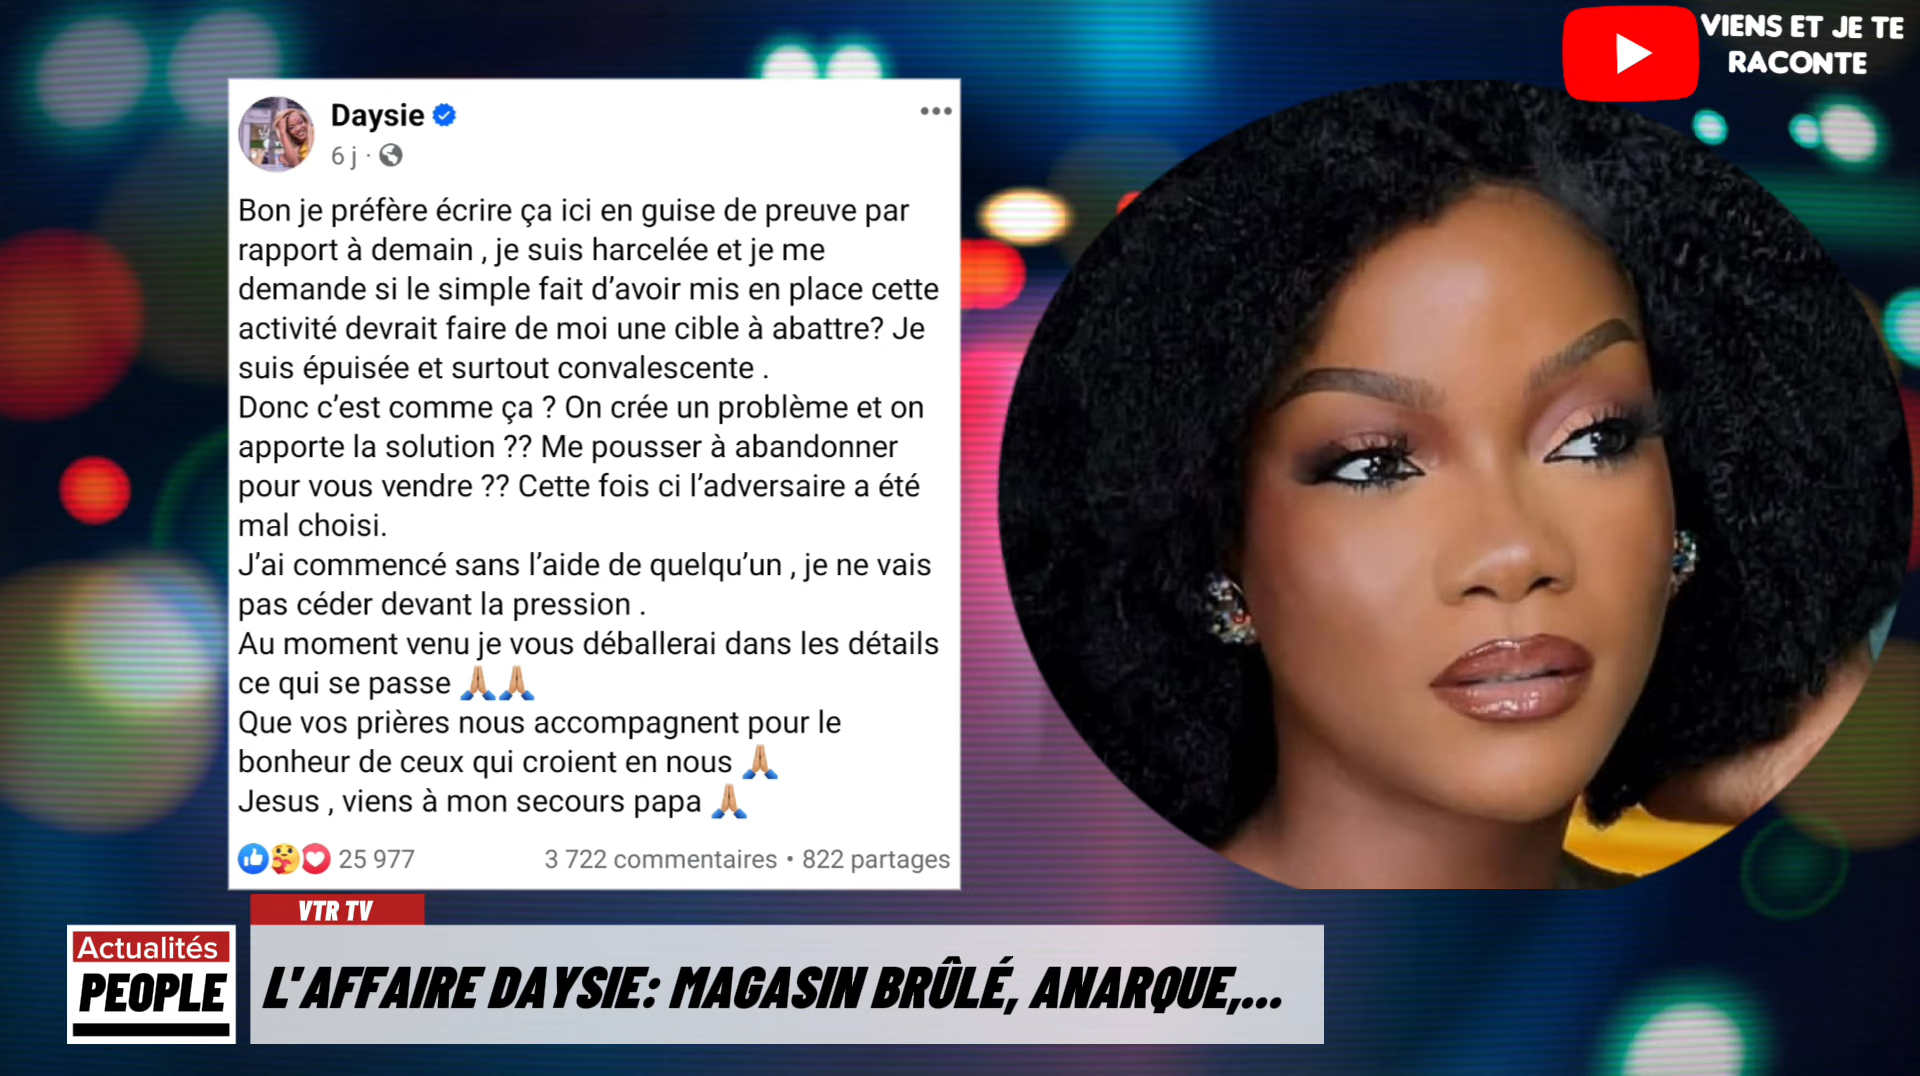 VIENS ET JE TE
RACONTE
Daysie
6 j ·
Bon je préfère écrire ça ici en guise de preuve par
rapport à demain , je suis harcelée et je me
demande si le simple fait d’avoir mis en place cette
activité devrait faire de moi une cible à abattre? Je
suis épuisée et surtout convalescente .
Donc c’est comme ça ? On crée un problème et on
apporte la solution ?? Me pousser à abandonner
pour vous vendre ?? Cette fois ci l’adversaire a été
mal choisi.
J’ai commencé sans l’aide de quelqu’un , je ne vais
pas céder devant la pression .
Au moment venu je vous déballerai dans les détails
ce qui se passe 🙏🏽🙏🏽
Que vos prières nous accompagnent pour le
bonheur de ceux qui croient en nous 🙏🏽
Jesus , viens à mon secours papa 🙏🏽
25 977 3 722 commentaires • 822 partages
VTR TV
Actualités
PEOPLE
L'AFFAIRE DAYSIE: MAGASIN BRÛLÉ, ANARQUE,...